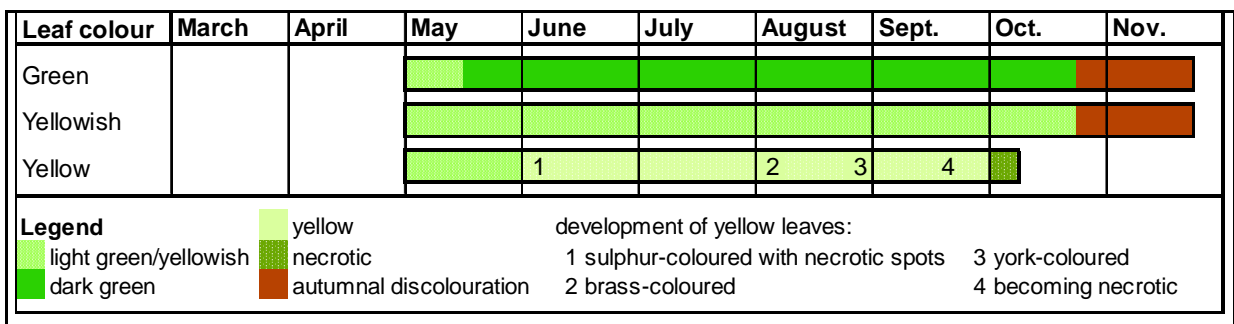 Leaf colour March April May June July August Sept. Oct. Nov.
Green
Yellowish
Yellow 1 2 3 4
Legend yellow development of yellow leaves:
light green/yellowish necrotic 1 sulphur-coloured with necrotic spots 3 york-coloured
dark green autumnal discolouration 2 brass-coloured 4 becoming necrotic